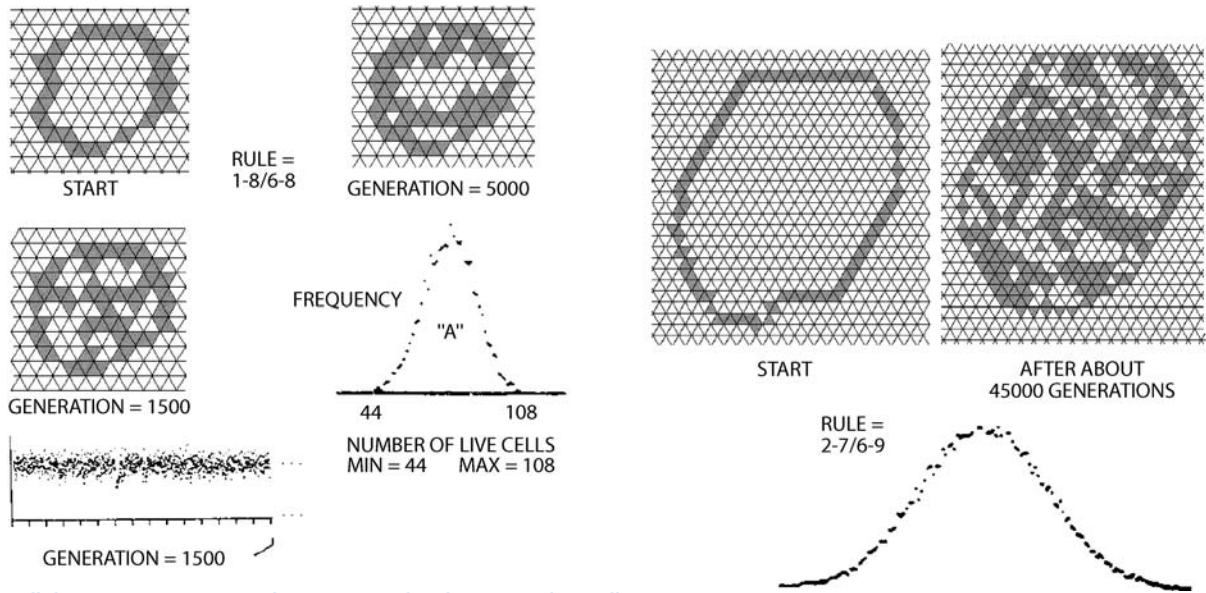 START
RULE =
1-8/6-8
GENERATION = 5000
GENERATION = 1500
FREQUENCY
"A"
44
108
NUMBER OF LIVE CELLS
MIN = 44 MAX = 108
GENERATION = 1500
START
AFTER ABOUT
45000 GENERATIONS
RULE =
2-7/6-9